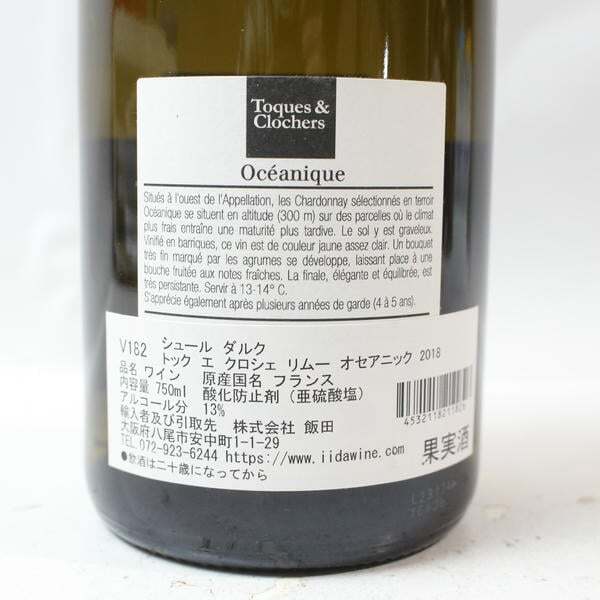 Toques &
Clochers
Océanique
Situés à l'ouest de l'Appellation, les Chardonnay sélectionnés en terroir
Océanique se situent en altitude (300 m) sur des parcelles où le climat
plus frais entraîne une maturité plus tardive. Le sol y est graveleux.
Vinifié en barriques, ce vin est de couleur jaune assez clair. Un bouquet
très fin marqué par les agrumes se développe, laissant place à une
bouche fruitée aux notes fraîches. La finale, élégante et équilibrée, est
très persistante. Servir à 13-14° C.
S'apprécie également après plusieurs années de garde (4 à 5 ans).
V182 シュール ダルク
トック エ クロシェ リムー オセアニック 2018
品名 ワイン 原産国名 フランス
内容量 750ml 酸化防止剤（亜硫酸塩）
アルコール分 13%
輸入者及び引取先 株式会社 飯田
大阪府八尾市安中町1-1-29
TEL 072-923-6244 https://www.iidawine.com
●飲酒は二十歳になってから
果実酒